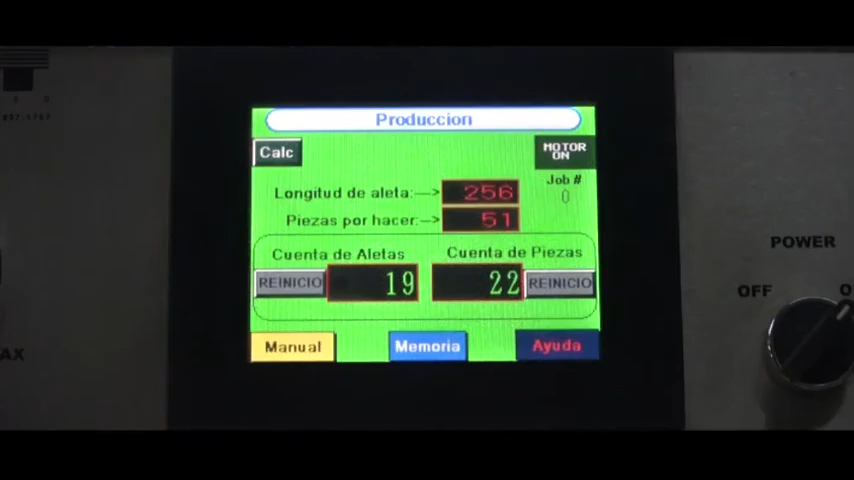 Produccion
Calc
MOTOR
ON
Longitud de aleta:—> 256
Job #
0
Piezas por hacer:—> 51
Cuenta de Aletas
Cuenta de Piezas
REINICIO 19
22 REINICIO
Manual
Memoria
Ayuda
POWER
OFF
AX